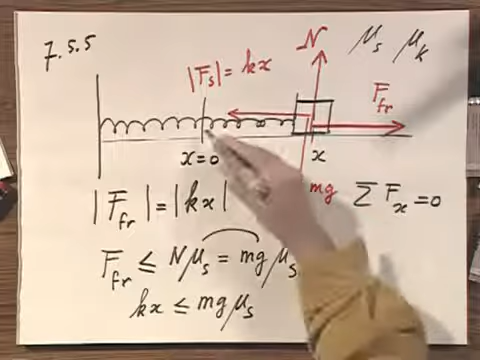 7.5.5
N μs μk
|Fs| = kx
Ffr
x=0 x
mg
|Ffr| = |kx| ΣFx = 0
Ffr ≤ Nμs = mgμs
kx ≤ mgμs